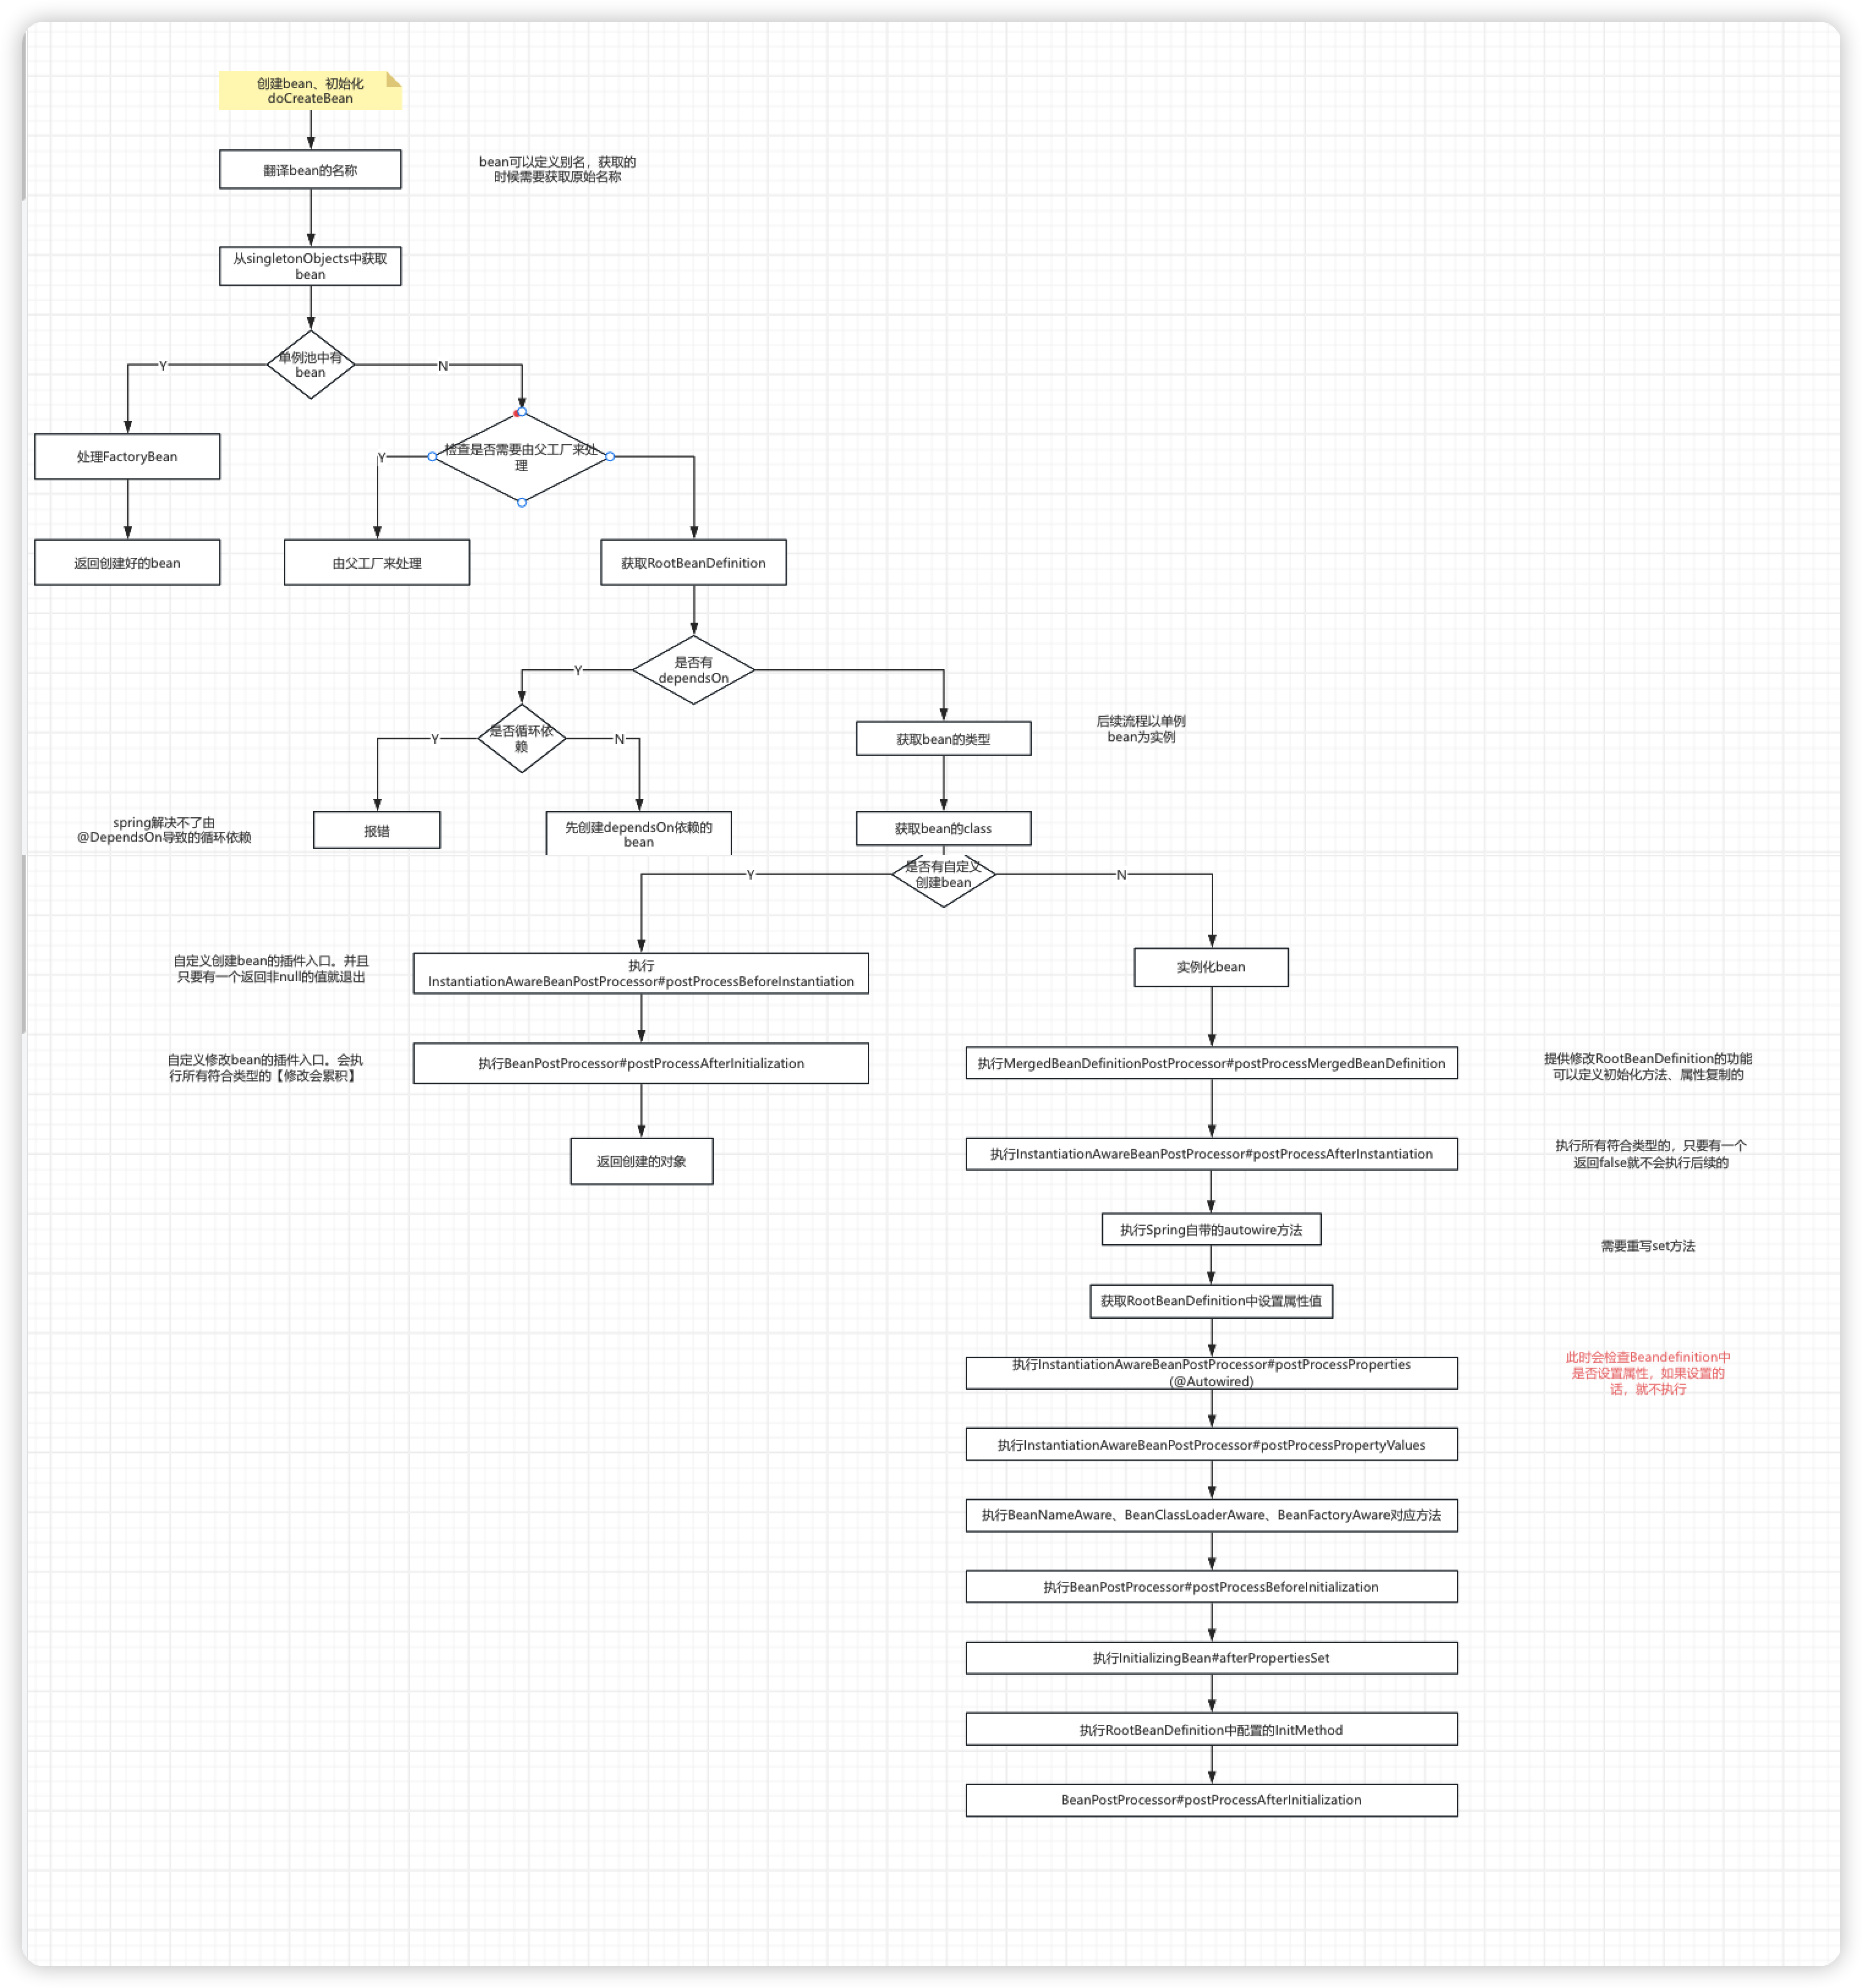 创建bean、初始化
doCreateBean
翻译bean的名称
bean可以定义别名，获取的
时候需要获取原始名称
从singletonObjects中获取
bean
单例池中有
bean
Y
N
处理FactoryBean
检查是否需要由父工厂来处
理
Y
返回创建好的bean
由父工厂来处理
获取RootBeanDefinition
是否有
dependsOn
Y
是否循环依
赖
Y
N
获取bean的类型
后续流程以单例
bean为实例
spring解决不了由
@DependsOn导致的循环依赖
报错
先创建dependsOn依赖的
bean
获取bean的class
是否有自定义
创建bean
Y
N
自定义创建bean的插件入口。并且
只要有一个返回非null的值就退出
执行
InstantiationAwareBeanPostProcessor#postProcessBeforeInstantiation
实例化bean
自定义修改bean的插件入口。会执
行所有符合类型的【修改会累积】
执行BeanPostProcessor#postProcessAfterInitialization
执行MergedBeanDefinitionPostProcessor#postProcessMergedBeanDefinition
提供修改RootBeanDefinition的功能
可以定义初始化方法、属性复制的
返回创建的对象
执行InstantiationAwareBeanPostProcessor#postProcessAfterInstantiation
执行所有符合类型的，只要有一个
返回false就不会执行后续的
执行Spring自带的autowire方法
需要重写set方法
获取RootBeanDefinition中设置属性值
执行InstantiationAwareBeanPostProcessor#postProcessProperties
(@Autowired)
此时会检查Beandefinition中
是否设置属性，如果设置的
话，就不执行
执行InstantiationAwareBeanPostProcessor#postProcessPropertyValues
执行BeanNameAware、BeanClassLoaderAware、BeanFactoryAware对应方法
执行BeanPostProcessor#postProcessBeforeInitialization
执行InitializingBean#afterPropertiesSet
执行RootBeanDefinition中配置的InitMethod
BeanPostProcessor#postProcessAfterInitialization